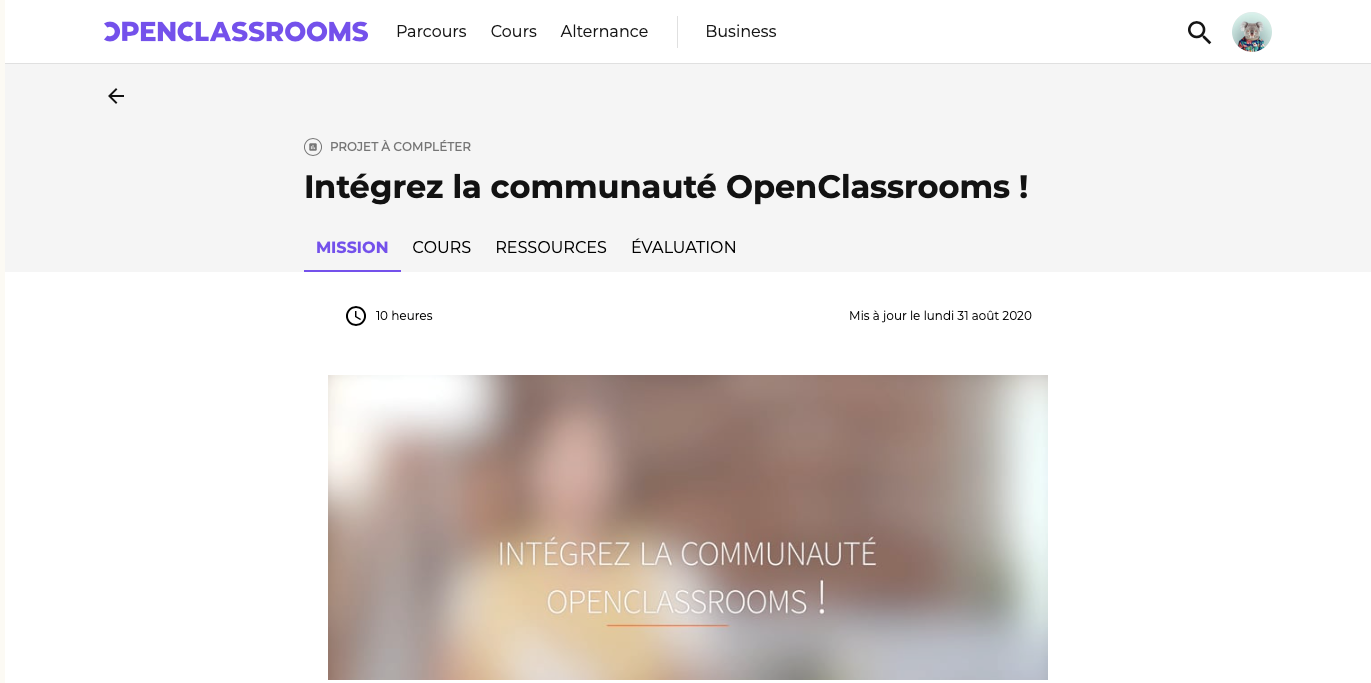 OPENCLASSROOMS Parcours Cours Alternance Business
PROJET À COMPLÉTER
Intégrez la communauté OpenClassrooms !
MISSION COURS RESSOURCES ÉVALUATION
10 heures Mis à jour le lundi 31 août 2020
INTÉGREZ LA COMMUNAUTÉ
OPENCLASSROOMS !